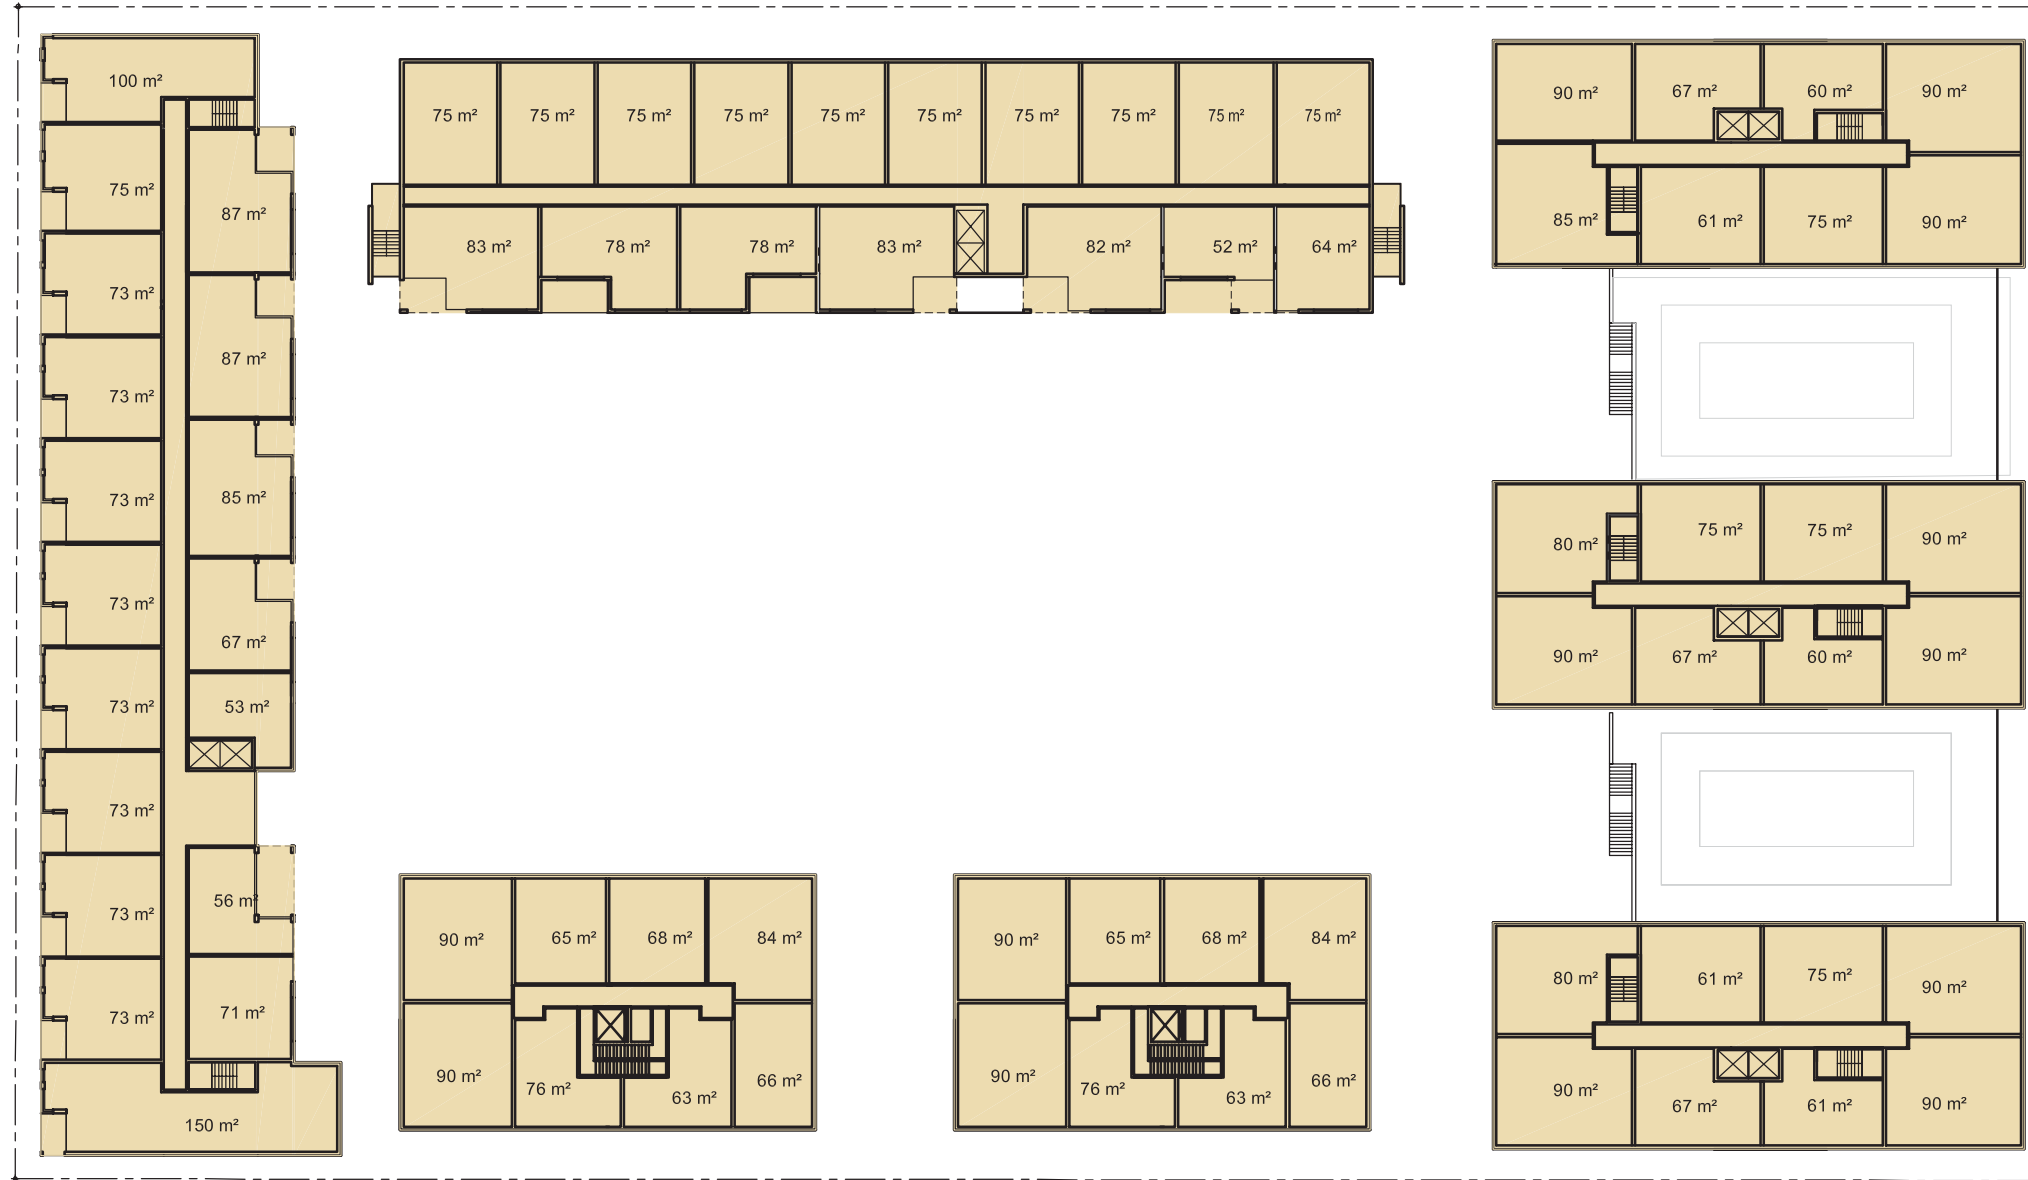 100 m²
75 m²
73 m²
73 m²
73 m²
73 m²
73 m²
73 m²
73 m²
73 m²
150 m²
87 m²
87 m²
85 m²
67 m²
53 m²
56 m²
71 m²
75 m² 75 m² 75 m² 75 m² 75 m² 75 m² 75 m² 75 m² 75 m² 75 m²
83 m² 78 m² 78 m² 83 m² 82 m² 52 m² 64 m²
90 m² 65 m² 68 m² 84 m²
90 m² 76 m² 63 m² 66 m²
90 m² 65 m² 68 m² 84 m²
90 m² 76 m² 63 m² 66 m²
90 m² 67 m² 60 m² 90 m²
85 m² 61 m² 75 m² 90 m²
80 m² 75 m² 75 m² 90 m²
90 m² 67 m² 60 m² 90 m²
80 m² 61 m² 75 m² 90 m²
90 m² 67 m² 61 m² 90 m²